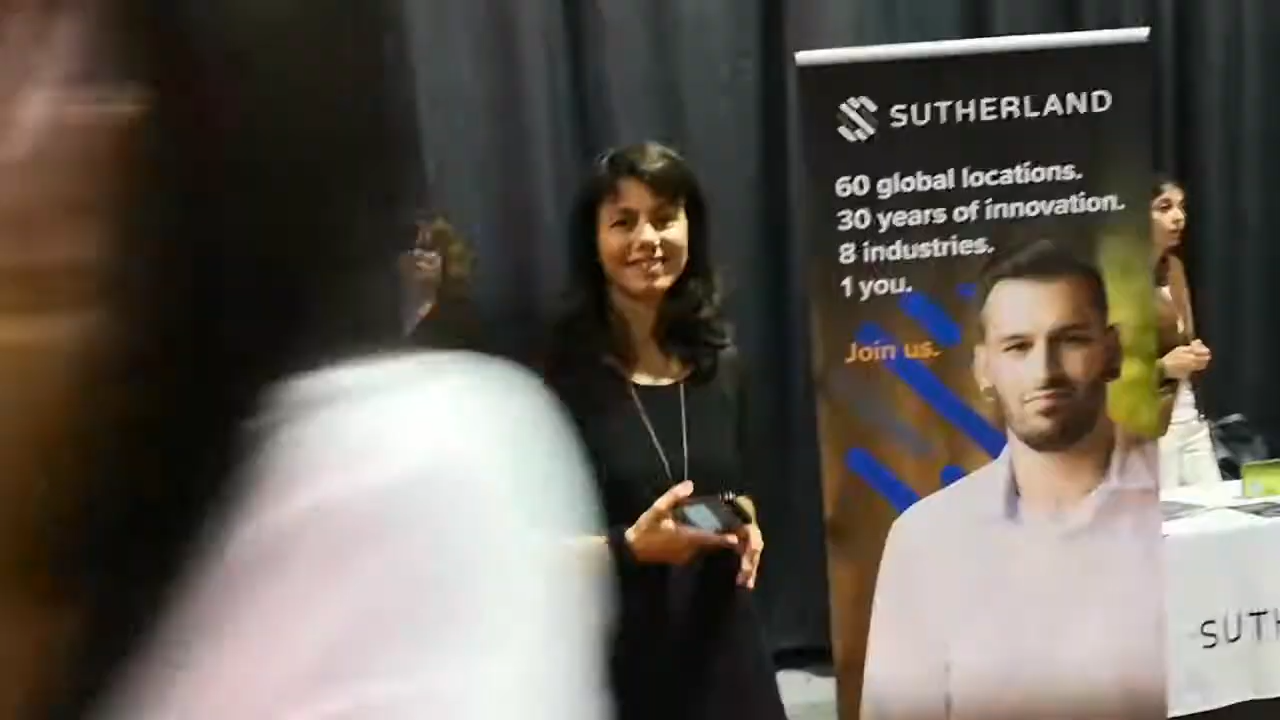 SUTHERLAND
60 global locations.
30 years of innovation.
8 industries.
1 you.
Join us.
SUTH